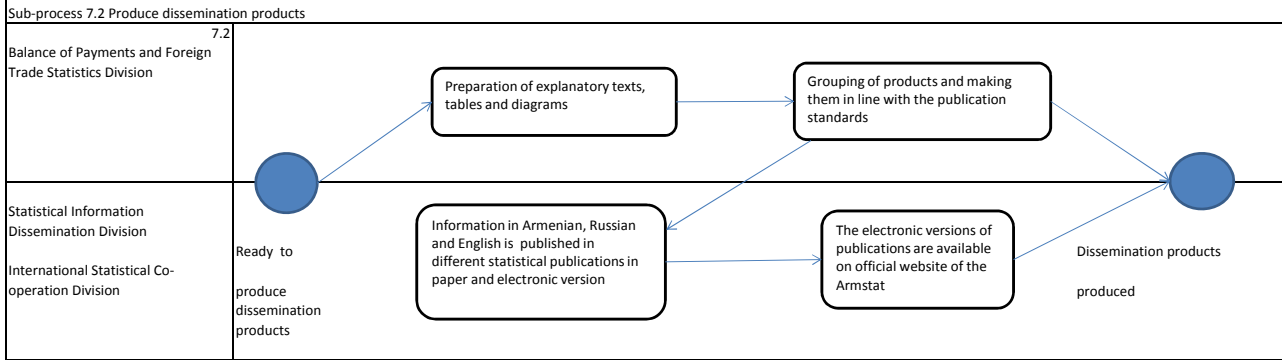 Sub-process 7.2 Produce dissemination products
7.2
Balance of Payments and Foreign
Trade Statistics Division
Preparation of explanatory texts,
tables and diagrams
Grouping of products and making
them in line with the publication
standards
Statistical Information
Dissemination Division
International Statistical Co-
operation Division
Ready to
produce
dissemination
products
Information in Armenian, Russian
and English is published in
different statistical publications in
paper and electronic version
The electronic versions of
publications are available
on official website of the
Armstat
Dissemination products
produced